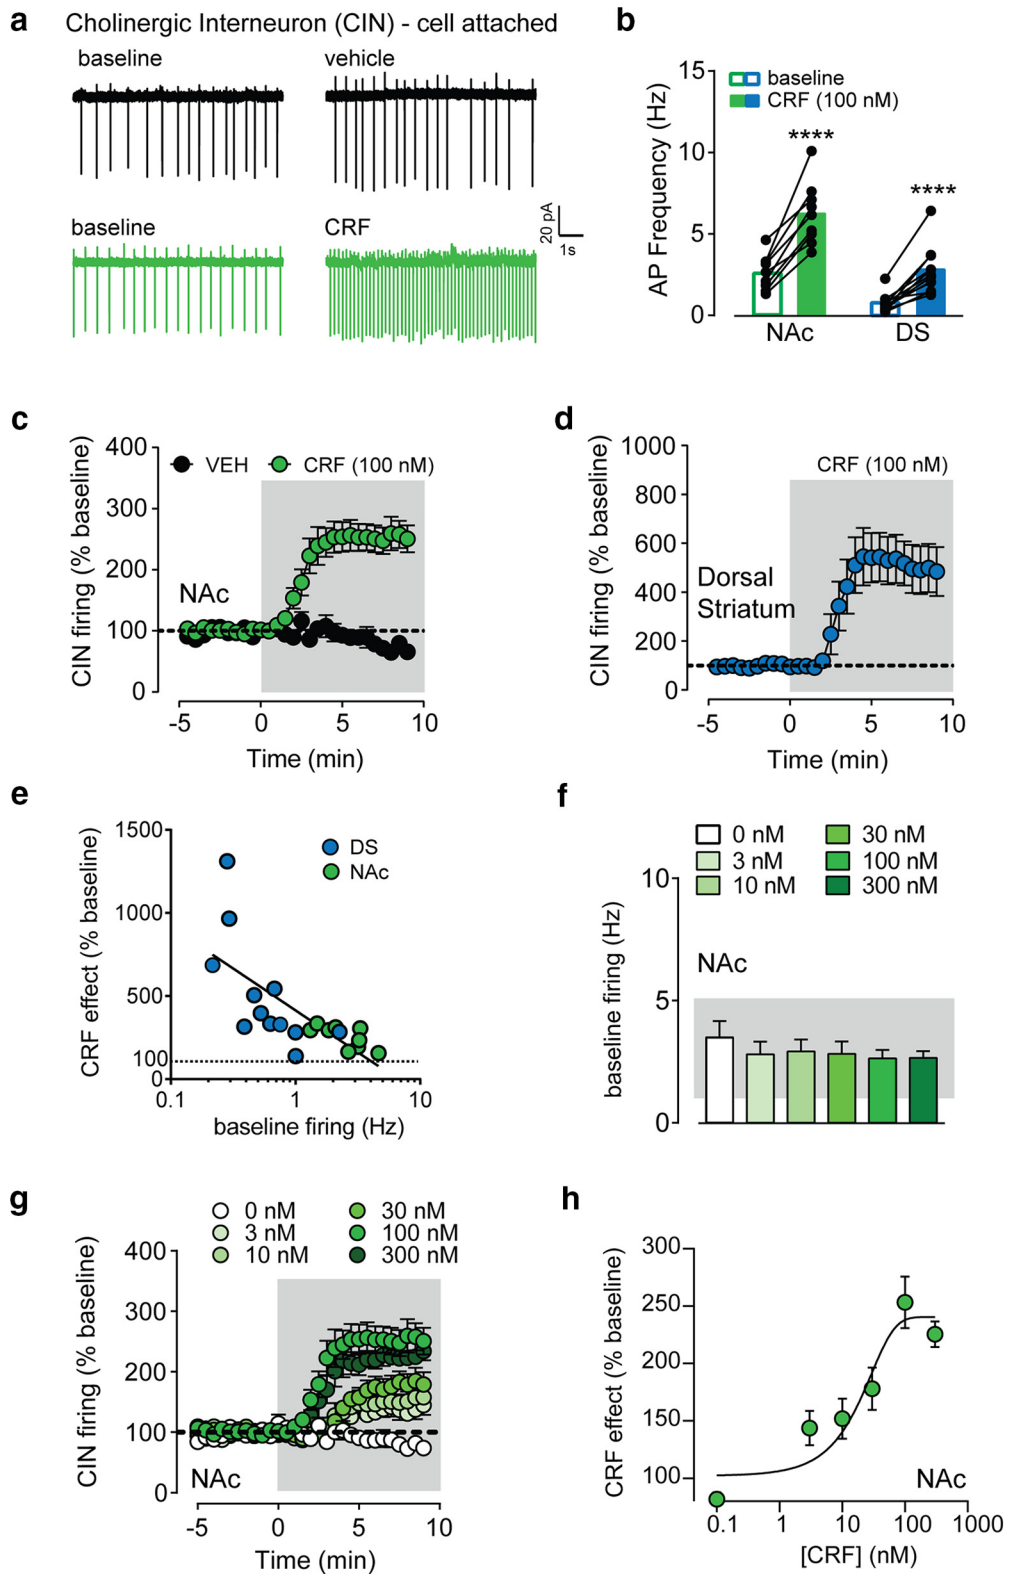 a
Cholinergic Interneuron (CIN) - cell attached
baseline
vehicle
baseline
CRF
20 pA
1s
b
baseline
CRF (100 nM)
AP Frequency (Hz)
15
10
5
0
****
****
NAc
DS
c
VEH
CRF (100 nM)
CIN firing (% baseline)
400
300
200
100
0
NAc
-5
0
5
10
Time (min)
d
CRF (100 nM)
CIN firing (% baseline)
1000
800
600
400
200
0
Dorsal
Striatum
-5
0
5
10
Time (min)
e
DS
NAc
CRF effect (% baseline)
1500
1000
500
100
0
0.1
1
10
baseline firing (Hz)
f
0 nM
3 nM
10 nM
30 nM
100 nM
300 nM
baseline firing (Hz)
10
5
0
NAc
g
0 nM
3 nM
10 nM
30 nM
100 nM
300 nM
CIN firing (% baseline)
400
300
200
100
0
NAc
-5
0
5
10
Time (min)
h
CRF effect (% baseline)
300
250
200
150
100
NAc
0.1
1
10
100
1000
[CRF] (nM)